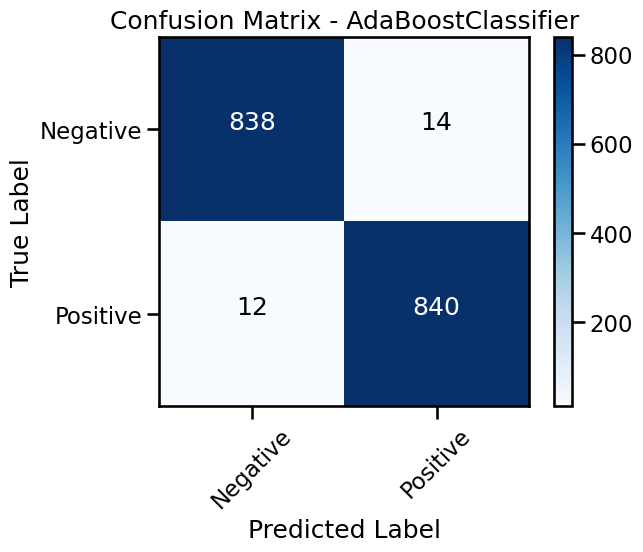 Confusion Matrix - AdaBoostClassifier
True Label
Negative
838
14
Positive
12
840
Negative
Positive
Predicted Label
800
600
400
200